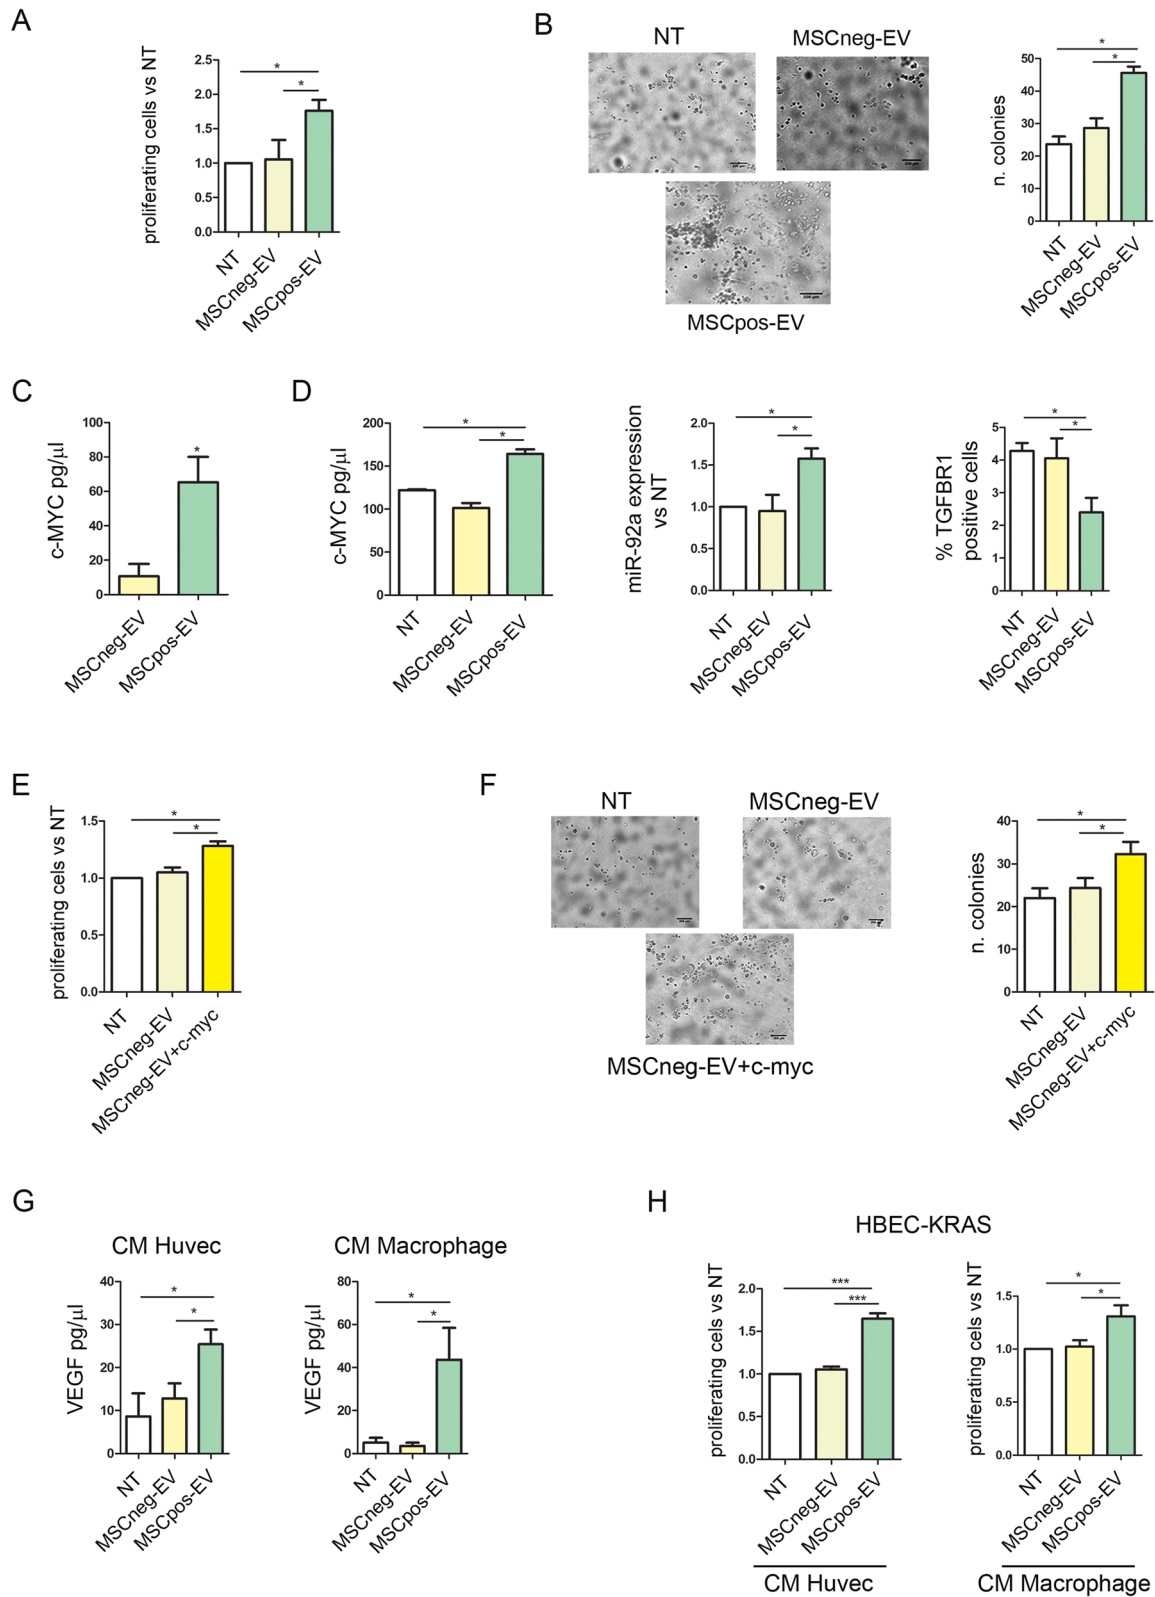 A
proliferating cells vs NT
2.5
2.0
1.5
1.0
0.5
0.0
*
*
NT
MSCneg-EV
MSCpos-EV
B
NT
MSCneg-EV
MSCpos-EV
200 μm
n. colonies
50
40
30
20
10
0
*
*
NT
MSCneg-EV
MSCpos-EV
C
c-MYC pg/μl
100
80
60
40
20
0
*
MSCneg-EV
MSCpos-EV
D
c-MYC pg/μl
200
150
100
50
0
*
*
NT
MSCneg-EV
MSCpos-EV
miR-92a expression
vs NT
2.0
1.5
1.0
0.5
0.0
*
*
NT
MSCneg-EV
MSCpos-EV
% TGFBR1
positive cells
5
4
3
2
1
0
*
*
NT
MSCneg-EV
MSCpos-EV
E
proliferating cels vs NT
1.5
1.0
0.5
0.0
*
*
NT
MSCneg-EV
MSCneg-EV+c-myc
F
NT
MSCneg-EV
MSCneg-EV+c-myc
n. colonies
40
30
20
10
0
*
*
NT
MSCneg-EV
MSCneg-EV+c-myc
G
CM Huvec
VEGF pg/μl
40
30
20
10
0
*
*
NT
MSCneg-EV
MSCpos-EV
CM Macrophage
VEGF pg/μl
80
60
40
20
0
*
*
NT
MSCneg-EV
MSCpos-EV
H
HBEC-KRAS
proliferating cels vs NT
2.0
1.5
1.0
0.5
0.0
***
***
NT
MSCneg-EV
MSCpos-EV
CM Huvec
proliferating cels vs NT
1.5
1.0
0.5
0.0
*
*
NT
MSCneg-EV
MSCpos-EV
CM Macrophage